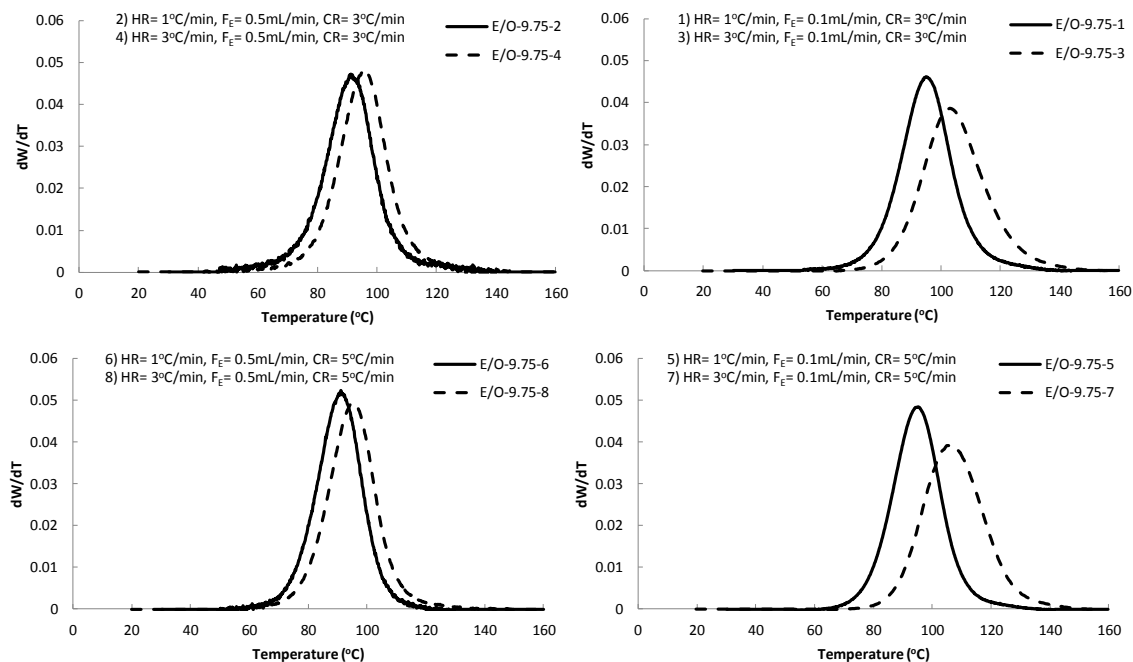 2) HR= 1°C/min, FE= 0.5mL/min, CR= 3°C/min
4) HR= 3°C/min, FE= 0.5mL/min, CR= 3°C/min
E/O-9.75-2
E/O-9.75-4
0.06
0.05
0.04
0.03
0.02
0.01
0
dW/dT
0 20 40 60 80 100 120 140 160
Temperature (°C)
1) HR= 1°C/min, FE= 0.1mL/min, CR= 3°C/min
3) HR= 3°C/min, FE= 0.1mL/min, CR= 3°C/min
E/O-9.75-1
E/O-9.75-3
0.06
0.05
0.04
0.03
0.02
0.01
0
dW/dT
0 20 40 60 80 100 120 140 160
Temperature (°C)
6) HR= 1°C/min, FE= 0.5mL/min, CR= 5°C/min
8) HR= 3°C/min, FE= 0.5mL/min, CR= 5°C/min
E/O-9.75-6
E/O-9.75-8
0.06
0.05
0.04
0.03
0.02
0.01
0
dW/dT
0 20 40 60 80 100 120 140 160
Temperature (°C)
5) HR= 1°C/min, FE= 0.1mL/min, CR= 5°C/min
7) HR= 3°C/min, FE= 0.1mL/min, CR= 5°C/min
E/O-9.75-5
E/O-9.75-7
0.06
0.05
0.04
0.03
0.02
0.01
0
dW/dT
0 20 40 60 80 100 120 140 160
Temperature (°C)